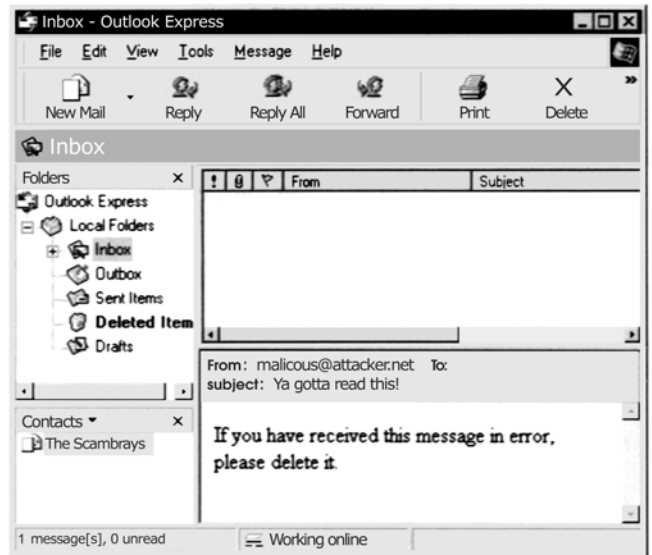 Inbox - Outlook Express
File Edit View Tools Message Help
New Mail Reply Reply All Forward Print Delete »
Inbox
Folders × ! From Subject
Outlook Express
Local Folders
Inbox
Outbox
Sent Items
Deleted Item
Drafts
From: malicous@attacker.net To:
subject: Ya gotta read this!
Contacts ×
The Scambrays
If you have received this message in error,
please delete it.
1 message[s], 0 unread Working online